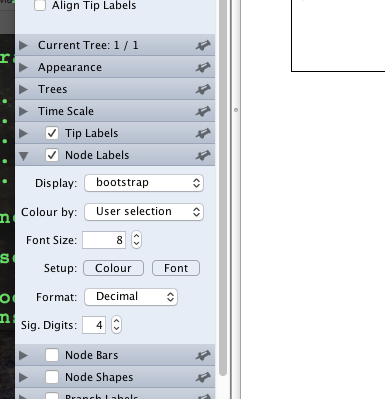 Align Tip Labels
Current Tree: 1 / 1
Appearance
Trees
Time Scale
Tip Labels
Node Labels
Display: bootstrap
Colour by: User selection
Font Size: 8
Setup: Colour Font
Format: Decimal
Sig. Digits: 4
Node Bars
Node Shapes
Branch Labels